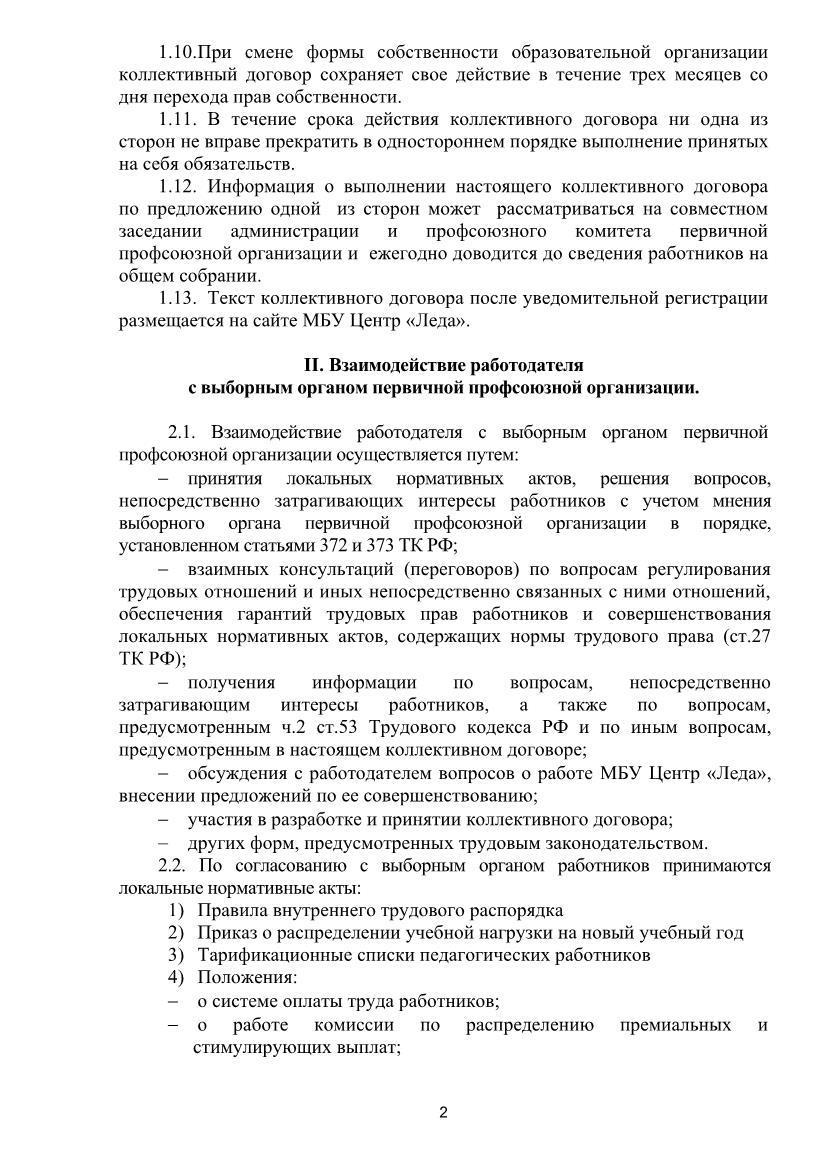 1.10.При смене формы собственности образовательной организации
коллективный договор сохраняет свое действие в течение трех месяцев со
дня перехода прав собственности.
1.11. В течение срока действия коллективного договора ни одна из
сторон не вправе прекратить в одностороннем порядке выполнение принятых
на себя обязательств.
1.12. Информация о выполнении настоящего коллективного договора
по предложению одной из сторон может рассматриваться на совместном
заседании администрации и профсоюзного комитета первичной
профсоюзной организации и ежегодно доводится до сведения работников на
общем собрании.
1.13. Текст коллективного договора после уведомительной регистрации
размещается на сайте МБУ Центр «Леда».
II. Взаимодействие работодателя
с выборным органом первичной профсоюзной организации.
2.1. Взаимодействие работодателя с выборным органом первичной
профсоюзной организации осуществляется путем:
– принятия локальных нормативных актов, решения вопросов,
непосредственно затрагивающих интересы работников с учетом мнения
выборного органа первичной профсоюзной организации в порядке,
установленном статьями 372 и 373 ТК РФ;
– взаимных консультаций (переговоров) по вопросам регулирования
трудовых отношений и иных непосредственно связанных с ними отношений,
обеспечения гарантий трудовых прав работников и совершенствования
локальных нормативных актов, содержащих нормы трудового права (ст.27
ТК РФ);
– получения информации по вопросам, непосредственно
затрагивающим интересы работников, а также по вопросам,
предусмотренным ч.2 ст.53 Трудового кодекса РФ и по иным вопросам,
предусмотренным в настоящем коллективном договоре;
– обсуждения с работодателем вопросов о работе МБУ Центр «Леда»,
внесении предложений по ее совершенствованию;
– участия в разработке и принятии коллективного договора;
– других форм, предусмотренных трудовым законодательством.
2.2. По согласованию с выборным органом работников принимаются
локальные нормативные акты:
1) Правила внутреннего трудового распорядка
2) Приказ о распределении учебной нагрузки на новый учебный год
3) Тарификационные списки педагогических работников
4) Положения:
– о системе оплаты труда работников;
– о работе комиссии по распределению премиальных и
стимулирующих выплат;
2